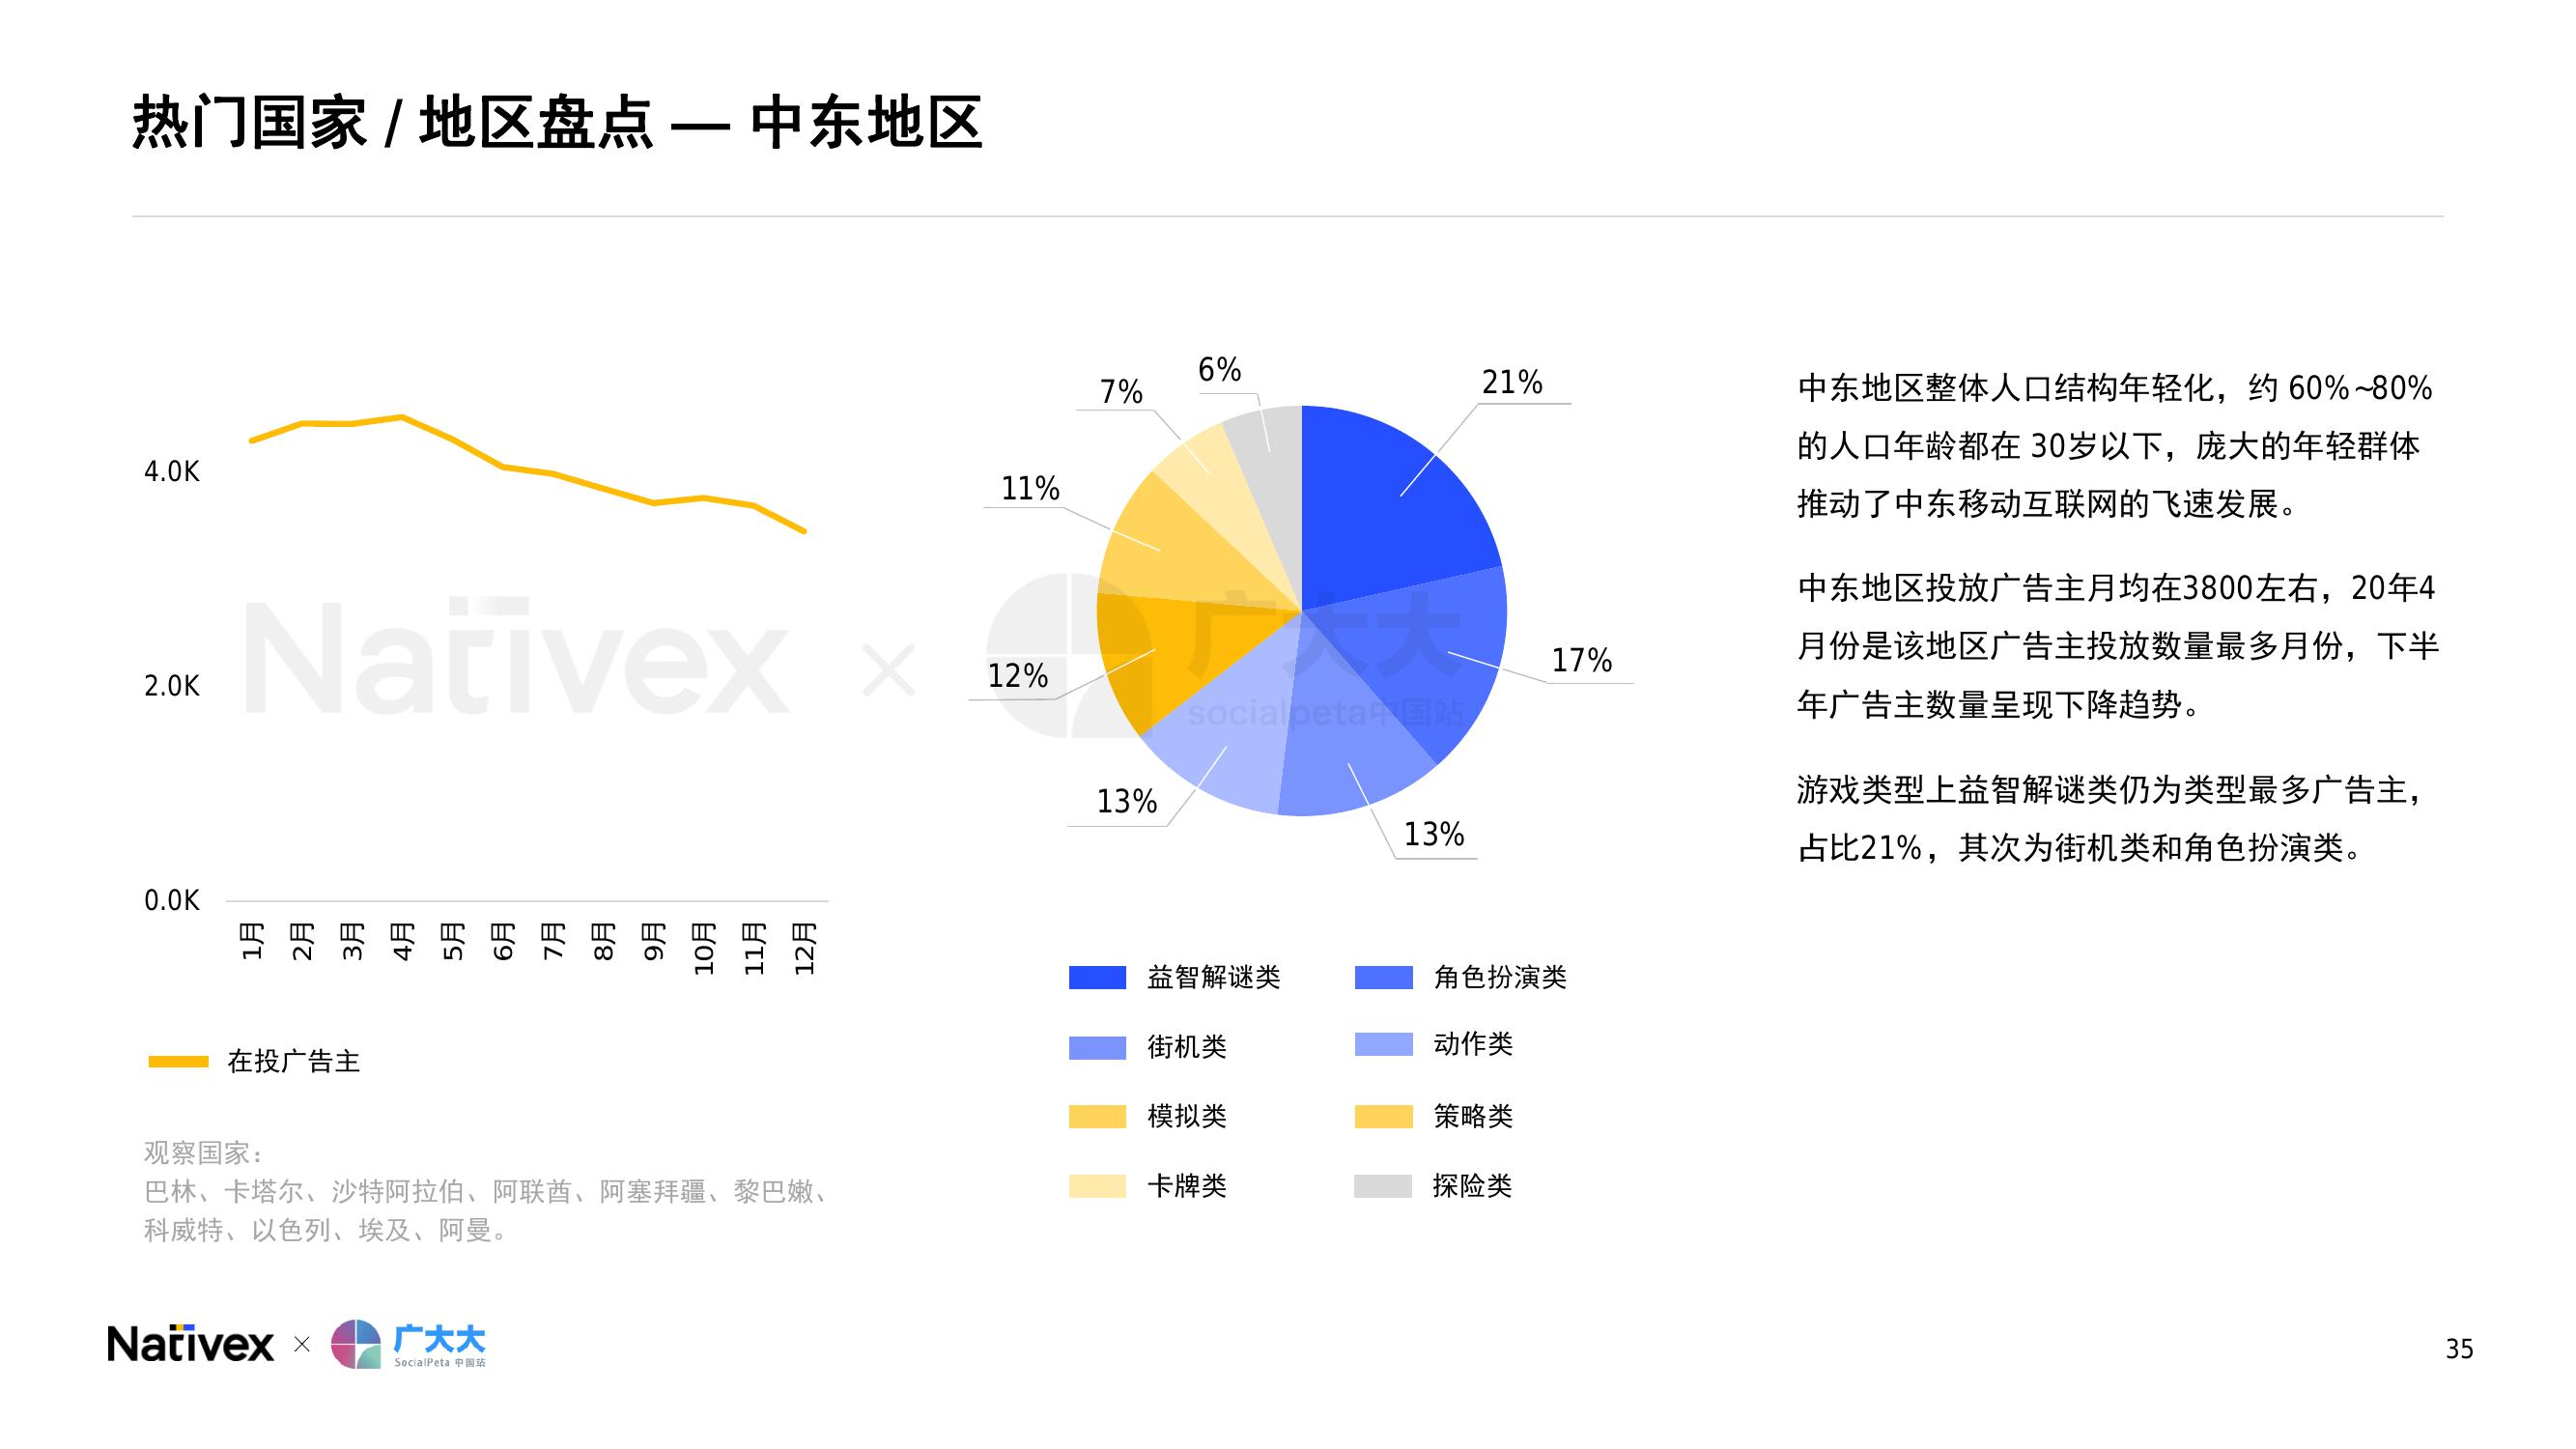 热门国家 / 地区盘点 — 中东地区
4.0K
2.0K
0.0K
1月
2月
3月
4月
5月
6月
7月
8月
9月
10月
11月
12月
在投广告主
观察国家：
巴林、卡塔尔、沙特阿拉伯、阿联酋、阿塞拜疆、黎巴嫩、
科威特、以色列、埃及、阿曼。
21%
17%
13%
13%
12%
11%
7%
6%
益智解谜类
角色扮演类
街机类
动作类
模拟类
策略类
卡牌类
探险类
中东地区整体人口结构年轻化，约 60%~80%
的人口年龄都在 30岁以下，庞大的年轻群体
推动了中东移动互联网的飞速发展。
中东地区投放广告主月均在3800左右，20年4
月份是该地区广告主投放数量最多月份，下半
年广告主数量呈现下降趋势。
游戏类型上益智解谜类仍为类型最多广告主，
占比21%，其次为街机类和角色扮演类。
Nativex × 广大大
socialpeta中国站
Nativex × 广大大
SocialPeta 中国站
35